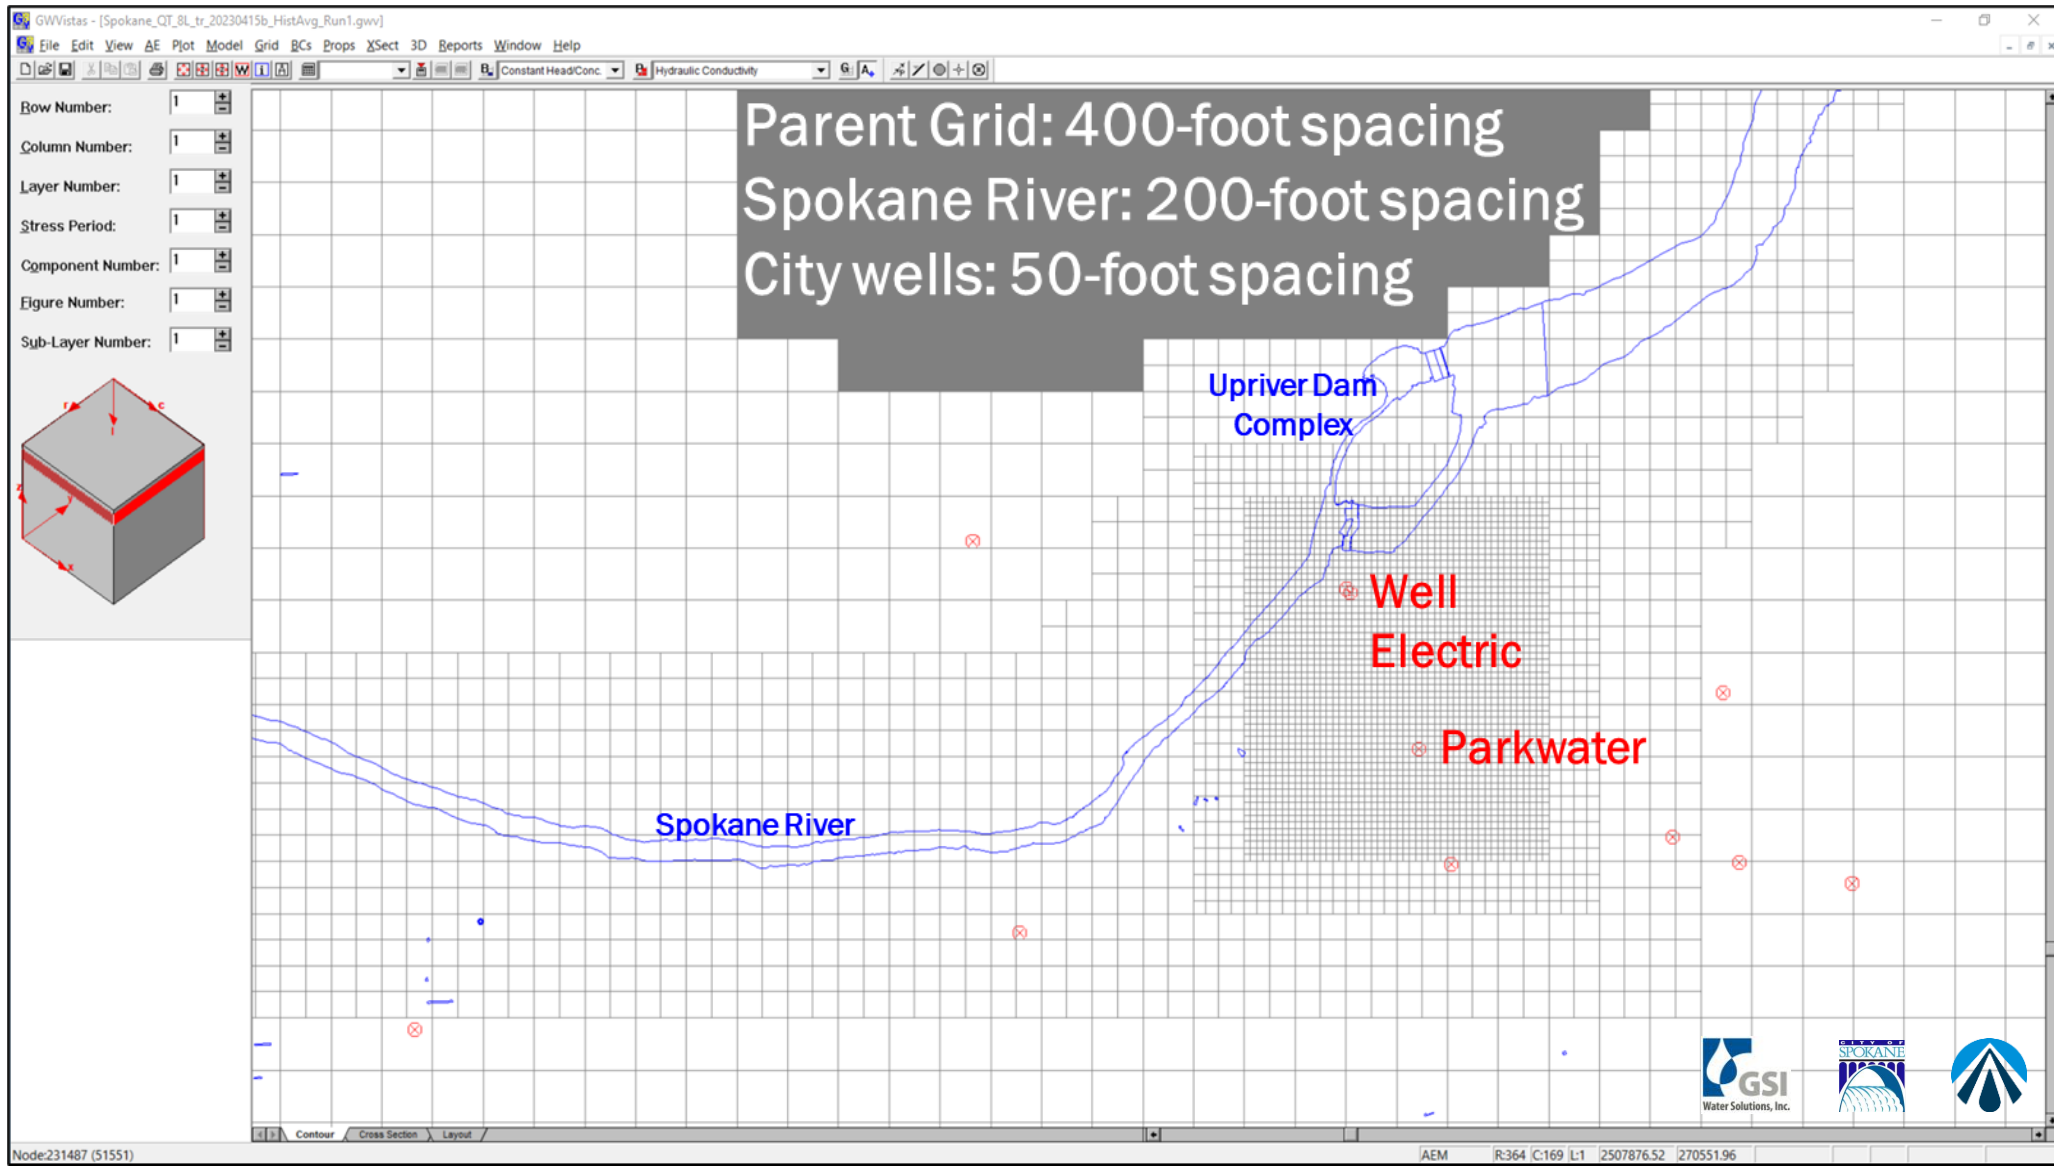 GWVistas - [Spokane_QT_8L_tr_20230415b_HistAvg_Run1.gwv]
File Edit View AE Plot Model Grid BCs Props XSect 3D Reports Window Help
Constant Head/Conc. Hydraulic Conductivity
Row Number: 1
Column Number: 1
Layer Number: 1
Stress Period: 1
Component Number: 1
Figure Number: 1
Sub-Layer Number: 1
r c
l
z y
x
Parent Grid: 400-foot spacing
Spokane River: 200-foot spacing
City wells: 50-foot spacing
Upriver Dam
Complex
Well
Electric
Parkwater
Spokane River
GSI
Water Solutions, Inc.
CITY OF
SPOKANE
Contour Cross Section Layout
Node:231487 (51551) AEM R:364 C:169 L:1 2507876.52 270551.96